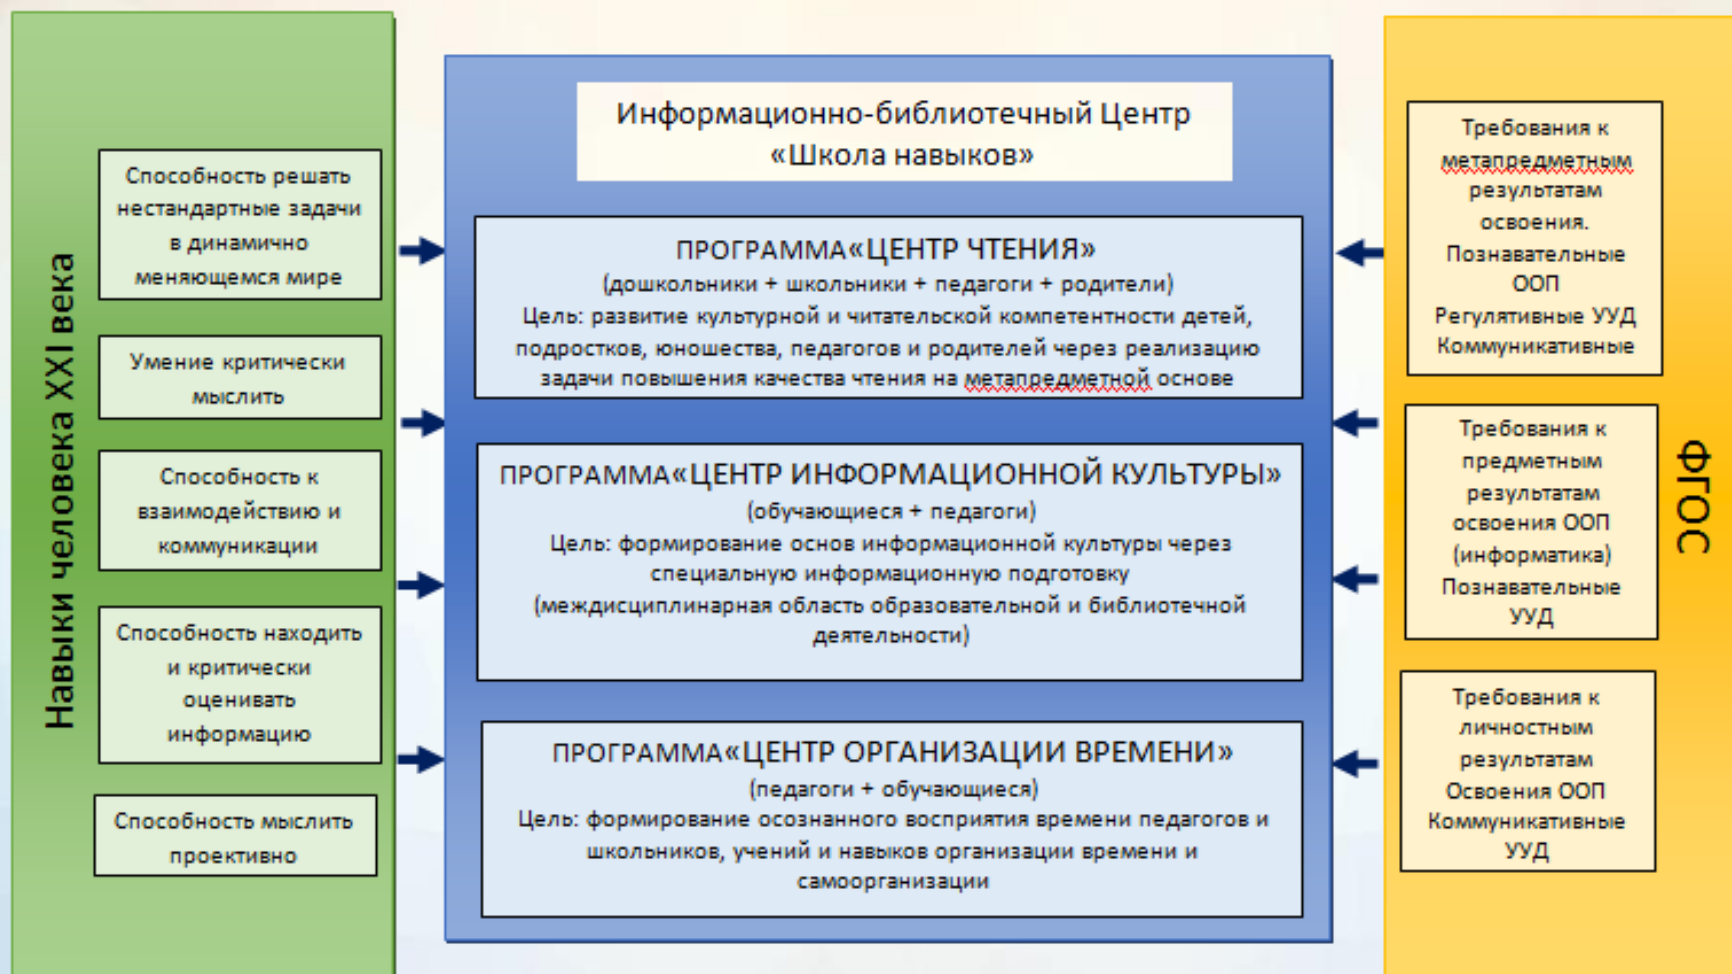 Навыки человека XXI века
Способность решать
нестандартные задачи
в динамично
меняющемся мире
Умение критически
мыслить
Способность к
взаимодействию и
коммуникации
Способность находить
и критически
оценивать
информацию
Способность мыслить
проективно
Информационно-библиотечный Центр
«Школа навыков»
ПРОГРАММА«ЦЕНТР ЧТЕНИЯ»
(дошкольники + школьники + педагоги + родители)
Цель: развитие культурной и читательской компетентности детей,
подростков, юношества, педагогов и родителей через реализацию
задачи повышения качества чтения на метапредметной основе
ПРОГРАММА«ЦЕНТР ИНФОРМАЦИОННОЙ КУЛЬТУРЫ»
(обучающиеся + педагоги)
Цель: формирование основ информационной культуры через
специальную информационную подготовку
(междисциплинарная область образовательной и библиотечной
деятельности)
ПРОГРАММА«ЦЕНТР ОРГАНИЗАЦИИ ВРЕМЕНИ»
(педагоги + обучающиеся)
Цель: формирование осознанного восприятия времени педагогов и
школьников, учений и навыков организации времени и
самоорганизации
Требования к
метапредметным
результатам
освоения.
Познавательные
ООП
Регулятивные УУД
Коммуникативные
Требования к
предметным
результатам
освоения ООП
(информатика)
Познавательные
УУД
Требования к
личностным
результатам
Освоения ООП
Коммуникативные
УУД
ФГОС